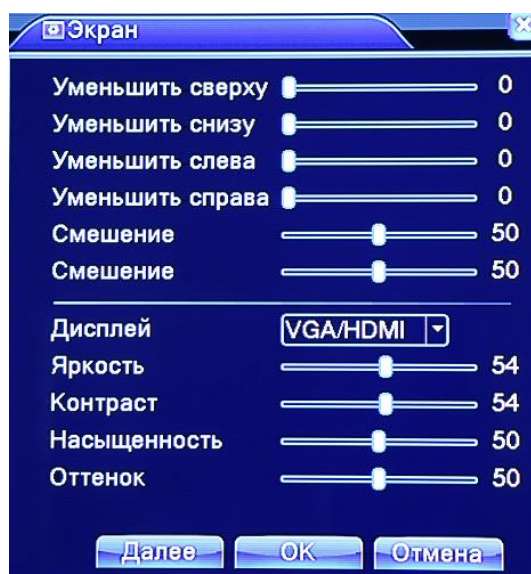 Экран
Уменьшить сверху 0
Уменьшить снизу 0
Уменьшить слева 0
Уменьшить справа 0
Смешение 50
Смешение 50
Дисплей VGA/HDMI
Яркость 54
Контраст 54
Насыщенность 50
Оттенок 50
Далее OK Отмена